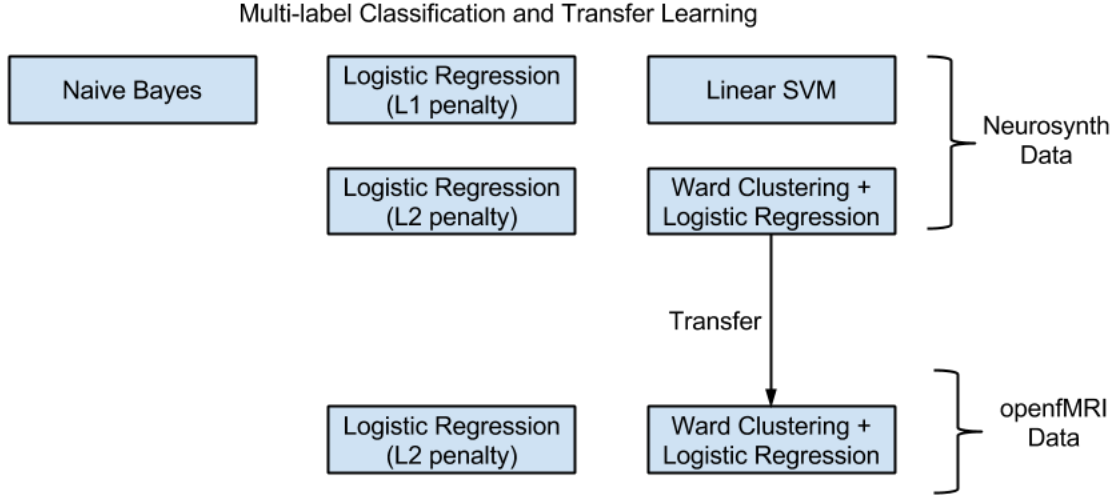 Multi-label Classification and Transfer Learning
Naive Bayes
Logistic Regression
(L1 penalty)
Linear SVM
Neurosynth
Data
Logistic Regression
(L2 penalty)
Ward Clustering +
Logistic Regression
Transfer
Logistic Regression
(L2 penalty)
Ward Clustering +
Logistic Regression
openfMRI
Data